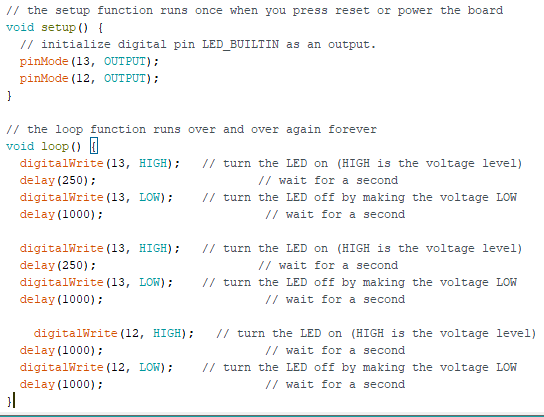 // the setup function runs once when you press reset or power the board
void setup() {
  // initialize digital pin LED_BUILTIN as an output.
  pinMode(13, OUTPUT);
  pinMode(12, OUTPUT);
}

// the loop function runs over and over again forever
void loop() {
  digitalWrite(13, HIGH);   // turn the LED on (HIGH is the voltage level)
  delay(250);                       // wait for a second
  digitalWrite(13, LOW);    // turn the LED off by making the voltage LOW
  delay(1000);                       // wait for a second

  digitalWrite(13, HIGH);   // turn the LED on (HIGH is the voltage level)
  delay(250);                       // wait for a second
  digitalWrite(13, LOW);    // turn the LED off by making the voltage LOW
  delay(1000);                       // wait for a second

    digitalWrite(12, HIGH);   // turn the LED on (HIGH is the voltage level)
  delay(1000);                       // wait for a second
  digitalWrite(12, LOW);    // turn the LED off by making the voltage LOW
  delay(1000);                       // wait for a second
}